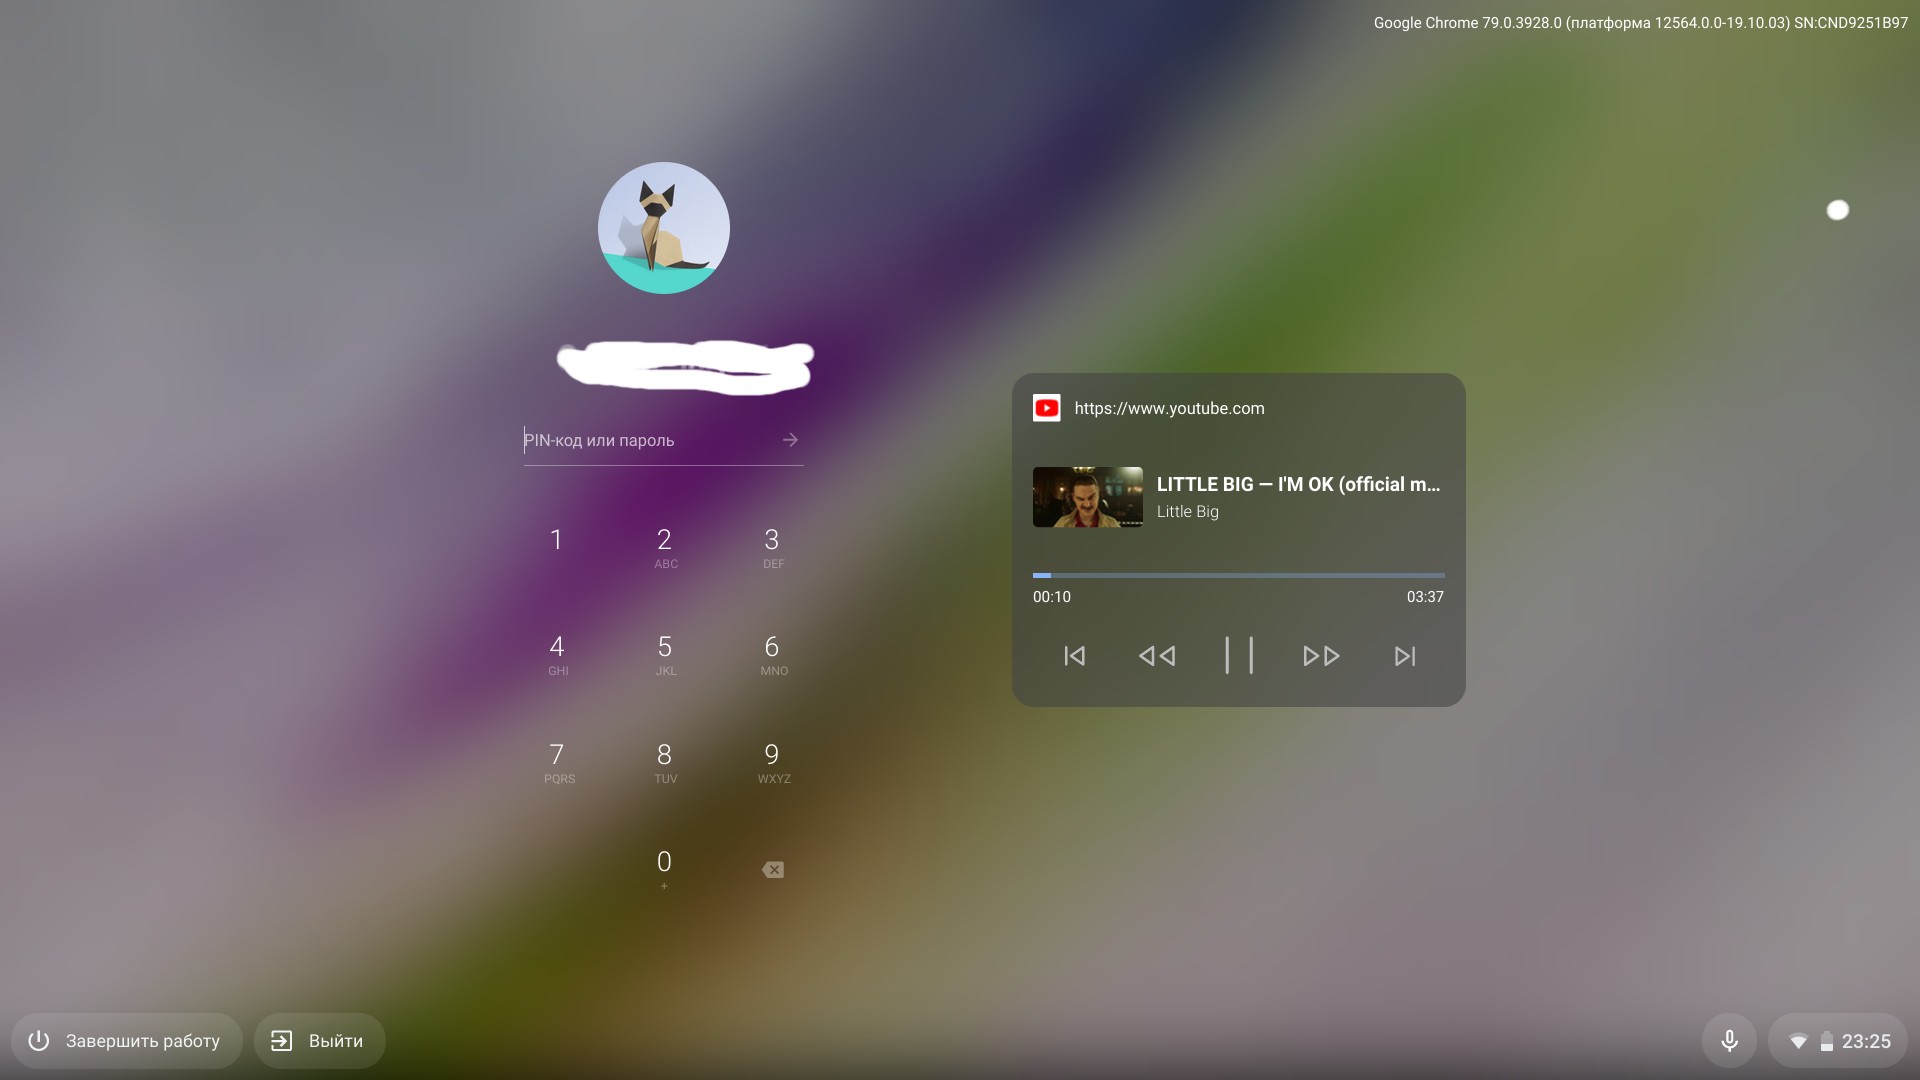 Google Chrome 79.0.3928.0 (платформа 12564.0.0-19.10.03) SN:CND9251B97
PIN-код или пароль
1
2
ABC
3
DEF
4
GHI
5
JKL
6
MNO
7
PQRS
8
TUV
9
WXYZ
0
+
https://www.youtube.com
LITTLE BIG — I'M OK (official m...
Little Big
00:10
03:37
Завершить работу
Выйти
23:25